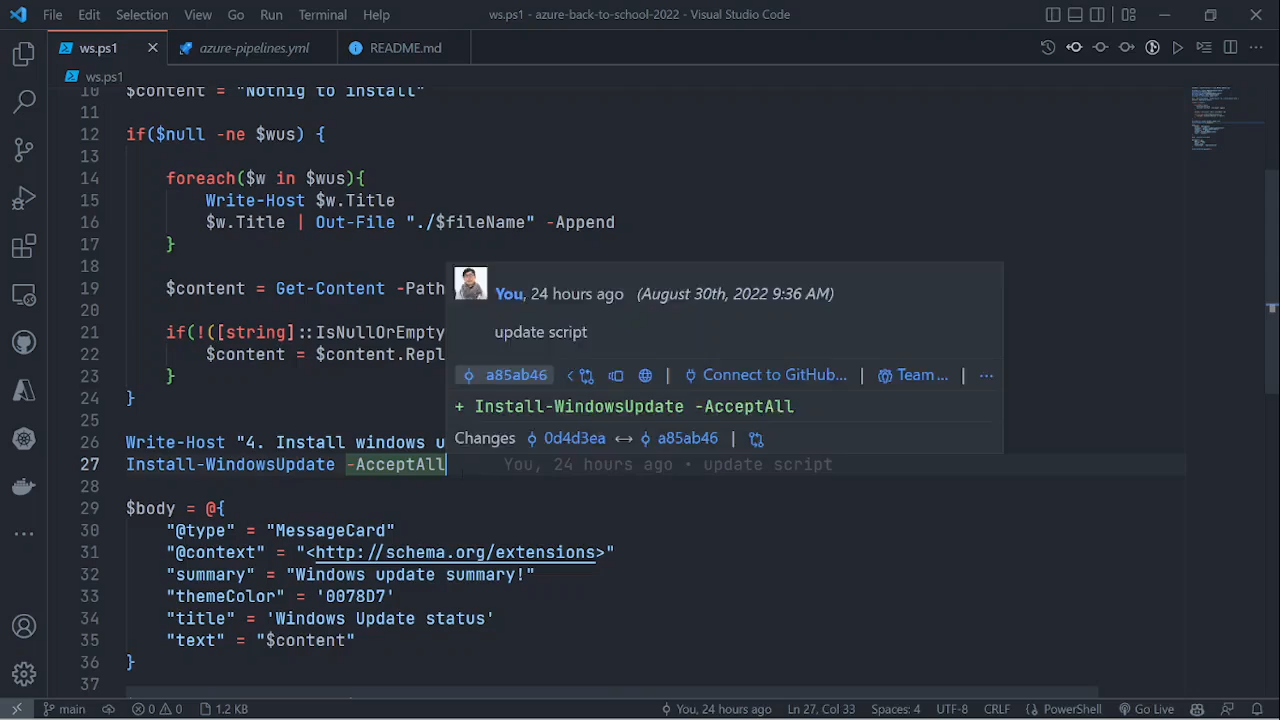 File Edit Selection View Go Run Terminal Help ws.ps1 - azure-back-to-school-2022 - Visual Studio Code
ws.ps1 azure-pipelines.yml README.md
ws.ps1
10 $content = "Nothig to install"
11
12 if($null -ne $wus) {
13
14 foreach($w in $wus){
15 Write-Host $w.Title
16 $w.Title | Out-File "./$fileName" -Append
17 }
18
19 $content = Get-Content -Path
20
21 if(!([string]::IsNullOrEmpty
22 $content = $content.Repl
23 }
24 }
25
26 Write-Host "4. Install windows u
27 Install-WindowsUpdate -AcceptAll You, 24 hours ago • update script
28
29 $body = @{
30 "@type" = "MessageCard"
31 "@context" = "<http://schema.org/extensions>"
32 "summary" = "Windows update summary!"
33 "themeColor" = '0078D7'
34 "title" = 'Windows Update status'
35 "text" = "$content"
36 }
37
You, 24 hours ago (August 30th, 2022 9:36 AM)
update script
a85ab46 | Connect to GitHub... | Team... | ...
+ Install-WindowsUpdate -AcceptAll
Changes 0d4d3ea ↔ a85ab46 |
main 0 0 1.2 KB You, 24 hours ago Ln 27, Col 33 Spaces: 4 UTF-8 CRLF PowerShell Go Live